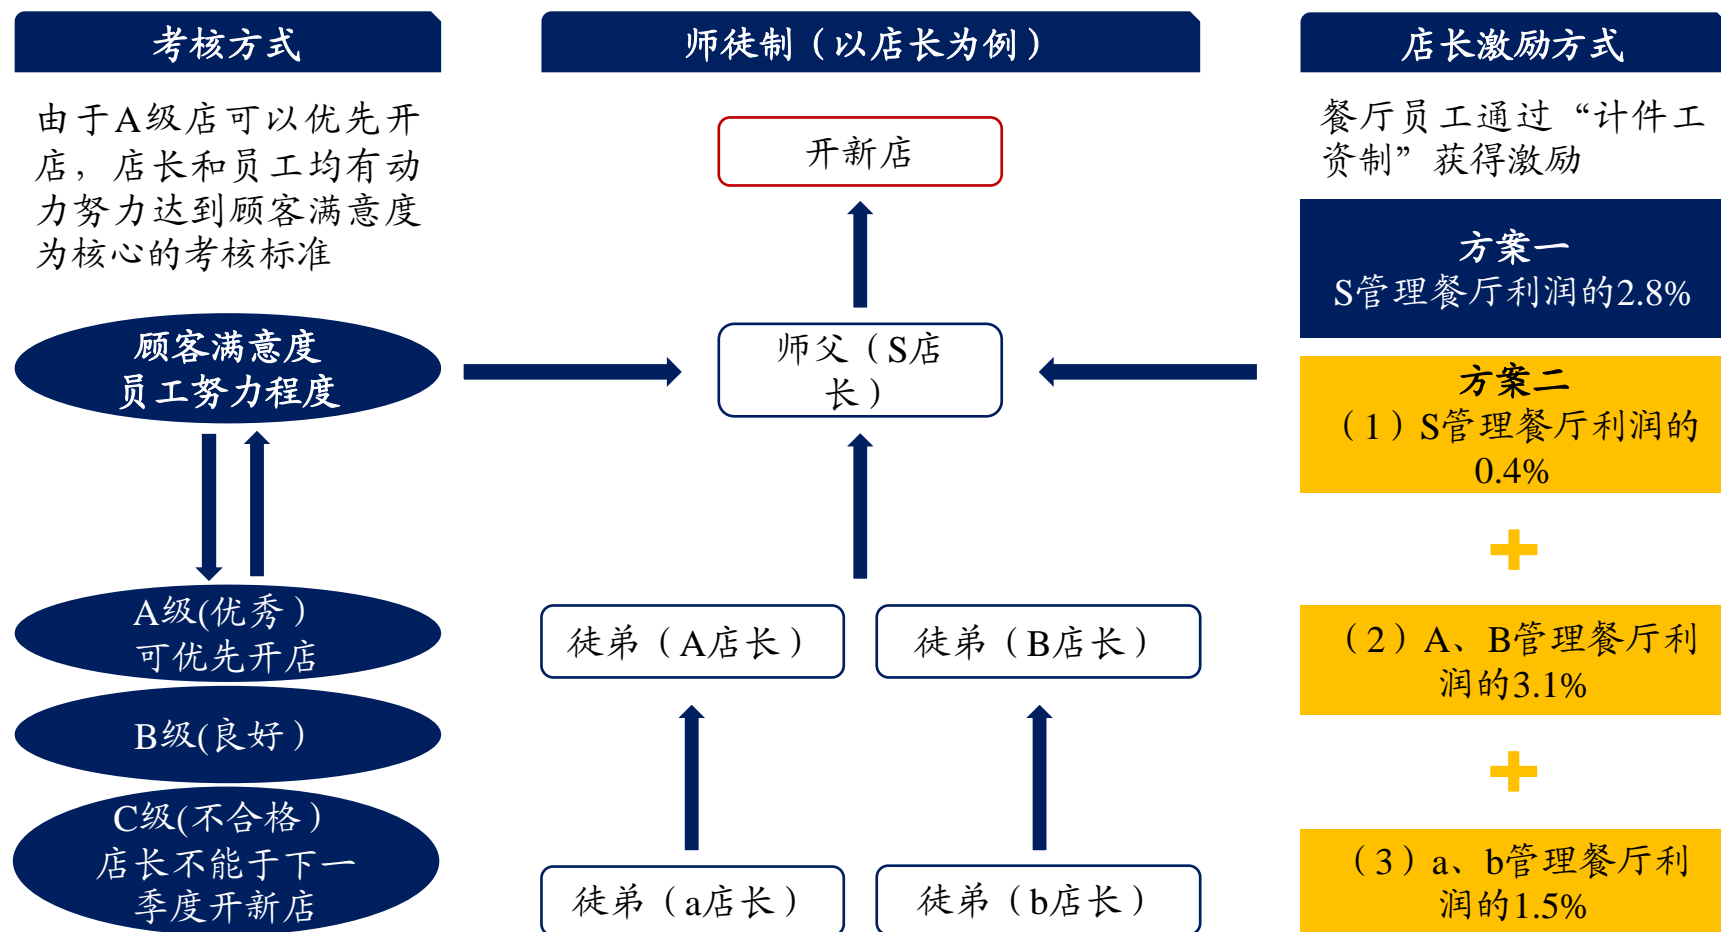 考核方式
由于A级店可以优先开
店，店长和员工均有动
力努力达到顾客满意度
为核心的考核标准
顾客满意度
员工努力程度
A级(优秀）
可优先开店
B级(良好）
C级(不合格）
店长不能于下一
季度开新店
师徒制（以店长为例）
开新店
师父（S店
长）
徒弟（A店长）
徒弟（B店长）
徒弟（a店长）
徒弟（b店长）
店长激励方式
餐厅员工通过“计件工
资制”获得激励
方案一
S管理餐厅利润的2.8%
方案二
（1）S管理餐厅利润的
0.4%
（2）A、B管理餐厅利
润的3.1%
（3）a、b管理餐厅利
润的1.5%